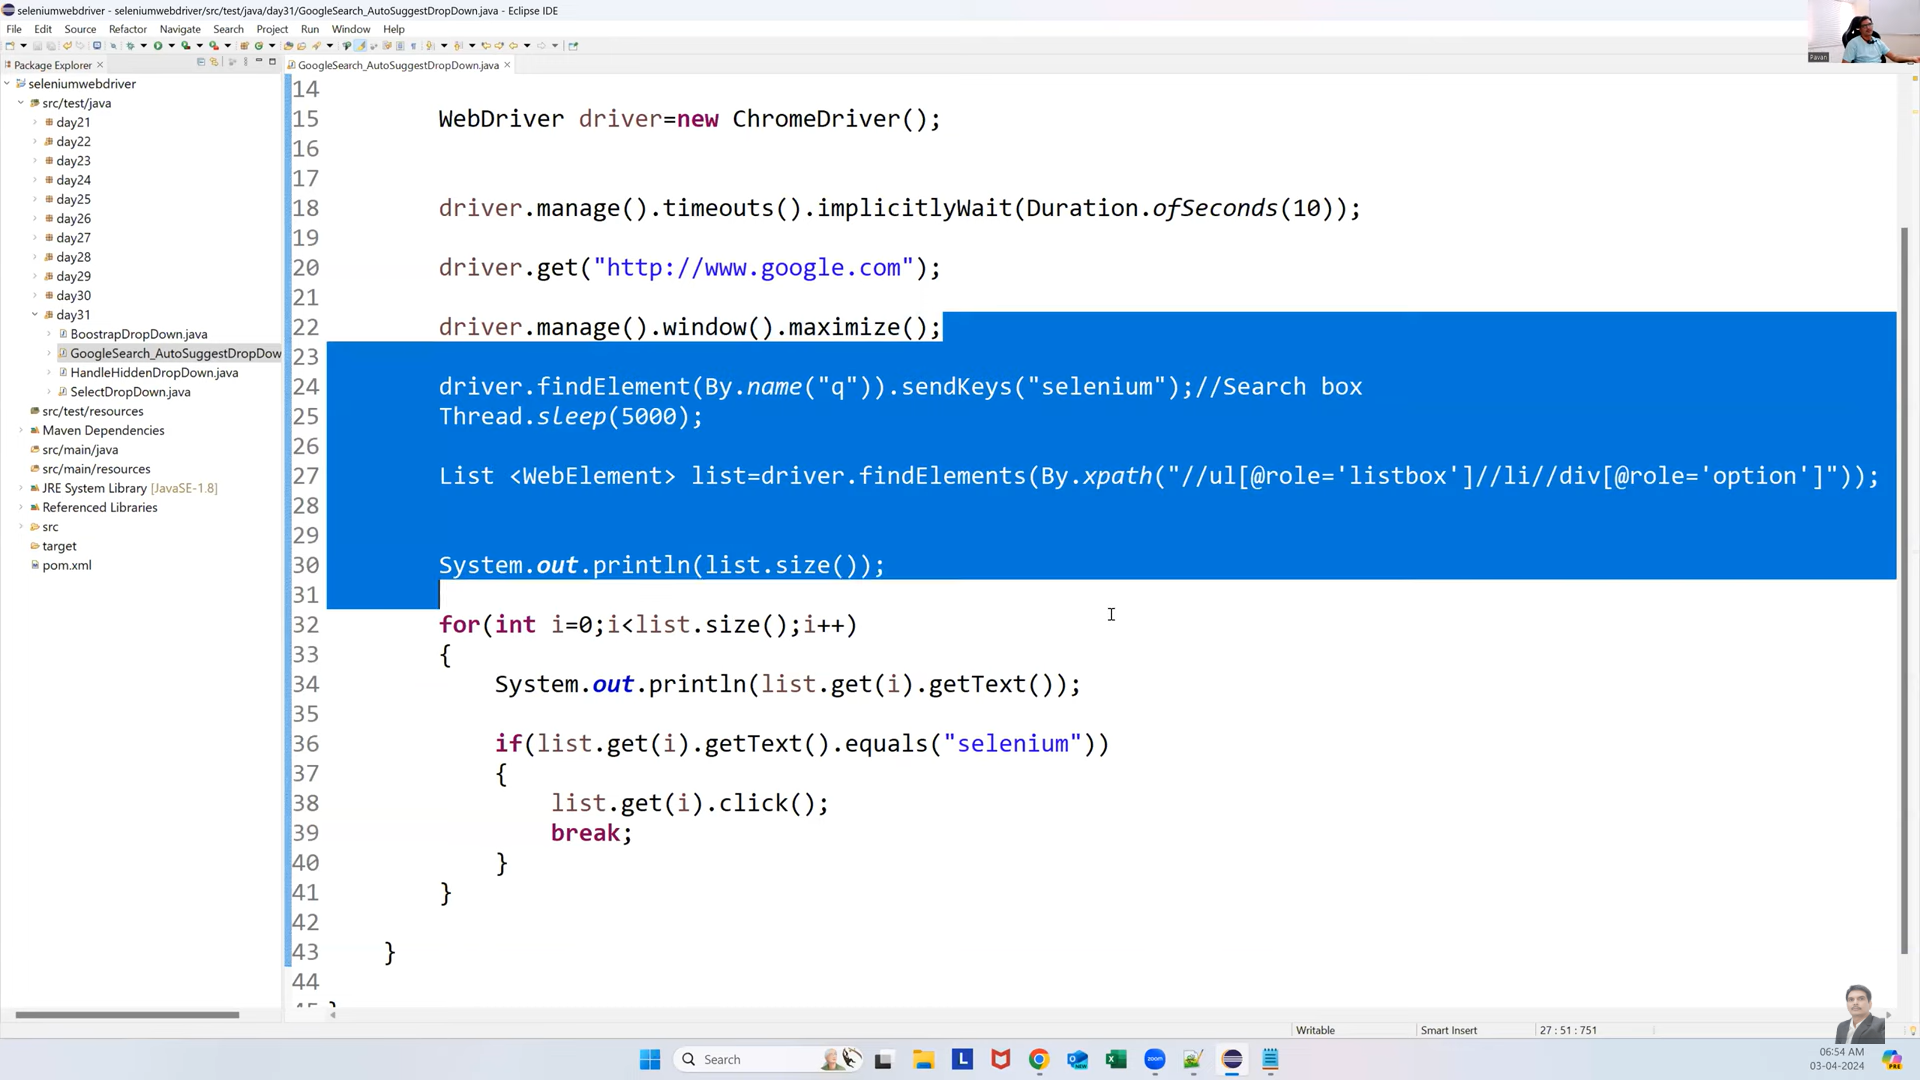 seleniumwebdriver - seleniumwebdriver/src/test/java/day31/GoogleSearch_AutoSuggestDropDown.java - Eclipse IDE
File Edit Source Refactor Navigate Search Project Run Window Help
Package Explorer
GoogleSearch_AutoSuggestDropDown.java
seleniumwebdriver
src/test/java
day21
day22
day23
day24
day25
day26
day27
day28
day29
day30
day31
BoostrapDropDown.java
GoogleSearch_AutoSuggestDropDow
HandleHiddenDropDown.java
SelectDropDown.java
src/test/resources
Maven Dependencies
src/main/java
src/main/resources
JRE System Library [JavaSE-1.8]
Referenced Libraries
src
target
pom.xml
14
15 WebDriver driver=new ChromeDriver();
16
17
18 driver.manage().timeouts().implicitlyWait(Duration.ofSeconds(10));
19
20 driver.get("http://www.google.com");
21
22 driver.manage().window().maximize();
23
24 driver.findElement(By.name("q")).sendKeys("selenium");//Search box
25 Thread.sleep(5000);
26
27 List <WebElement> list=driver.findElements(By.xpath("//ul[@role='listbox']//li//div[@role='option']"));
28
29
30 System.out.println(list.size());
31
32 for(int i=0;i<list.size();i++)
33 {
34 System.out.println(list.get(i).getText());
35
36 if(list.get(i).getText().equals("selenium"))
37 {
38 list.get(i).click();
39 break;
40 }
41 }
42
43 }
44
Pavan
Writable Smart Insert 27 : 51 : 751
Search
06:54 AM
03-04-2024